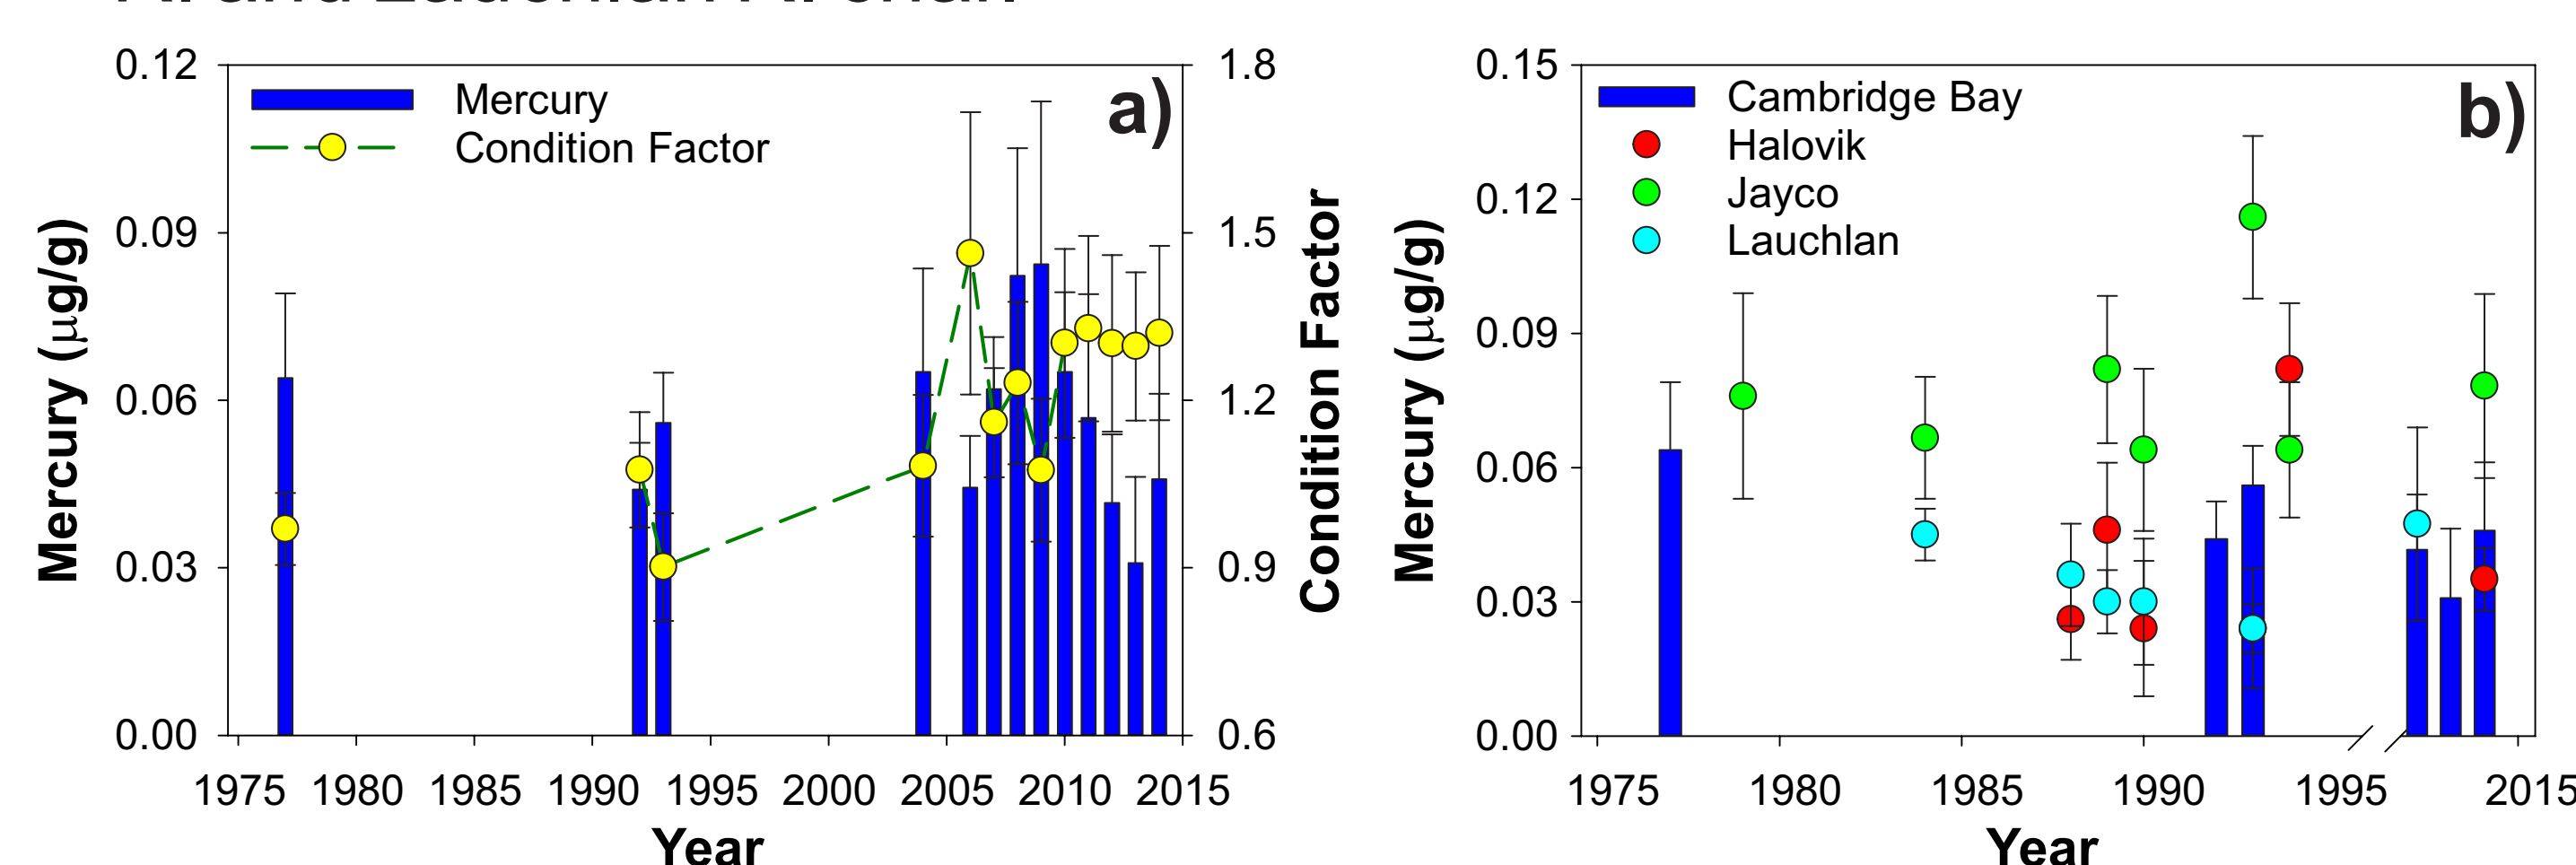 0.12
0.09
0.06
0.03
0.00
Mercury (μg/g)
Mercury
Condition Factor
a)
1.8
1.5
1.2
0.9
0.6
Condition Factor
1975 1980 1985 1990 1995 2000 2005 2010 2015
Year
0.15
0.12
0.09
0.06
0.03
0.00
Mercury (μg/g)
Cambridge Bay
Halovik
Jayco
Lauchlan
b)
1975 1980 1985 1990 1995 2015
Year